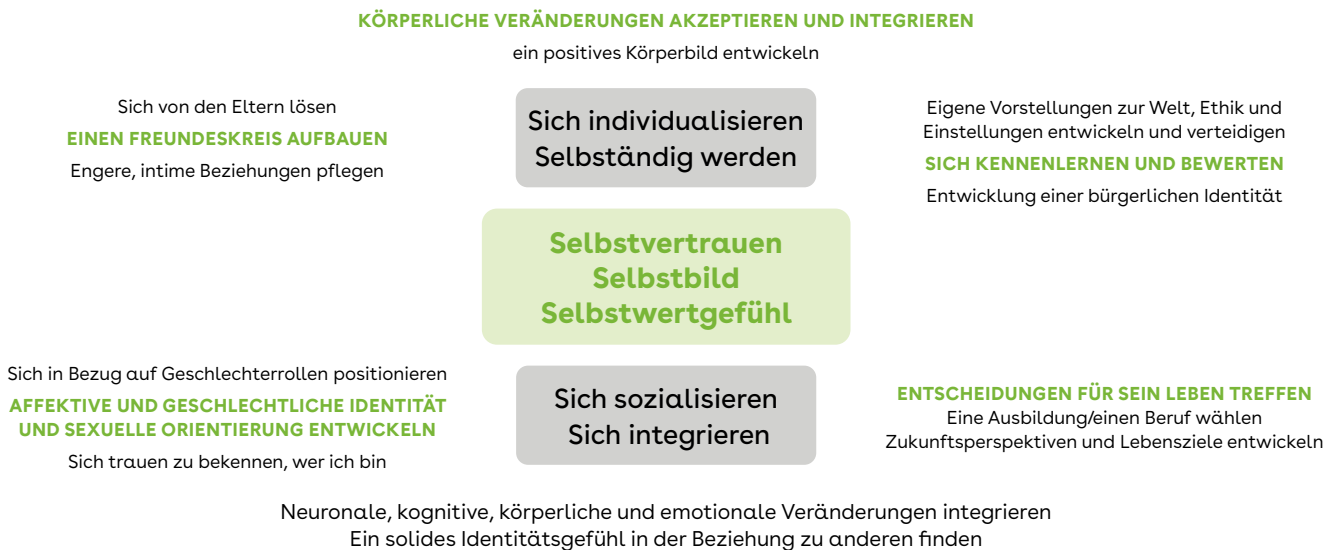 KÖRPERLICHE VERÄNDERUNGEN AKZEPTIEREN UND INTEGRIEREN
ein positives Körperbild entwickeln
Sich von den Eltern lösen
EINEN FREUNDESKREIS AUFBAUEN
Engere, intime Beziehungen pflegen
Sich individualisieren
Selbständig werden
Eigene Vorstellungen zur Welt, Ethik und
Einstellungen entwickeln und verteidigen
SICH KENNENLERNEN UND BEWERTEN
Entwicklung einer bürgerlichen Identität
Selbstvertrauen
Selbstbild
Selbstwertgefühl
Sich in Bezug auf Geschlechterrollen positionieren
AFFEKTIVE UND GESCHLECHTLICHE IDENTITÄT
UND SEXUELLE ORIENTIERUNG ENTWICKELN
Sich trauen zu bekennen, wer ich bin
Sich sozialisieren
Sich integrieren
ENTSCHEIDUNGEN FÜR SEIN LEBEN TREFFEN
Eine Ausbildung/einen Beruf wählen
Zukunftsperspektiven und Lebensziele entwickeln
Neuronale, kognitive, körperliche und emotionale Veränderungen integrieren
Ein solides Identitätsgefühl in der Beziehung zu anderen finden